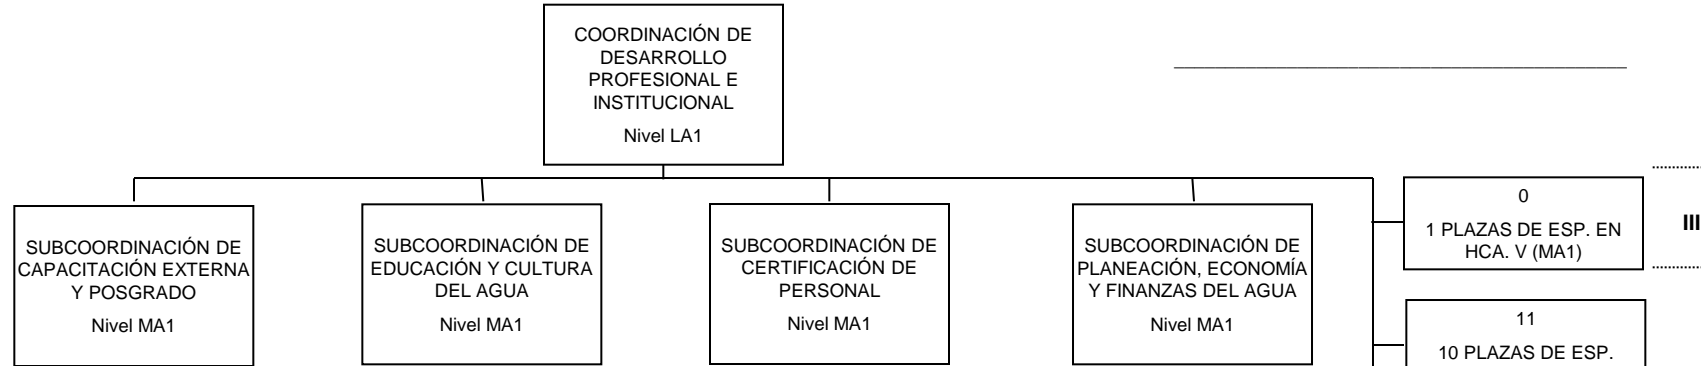 COORDINACIÓN DE
DESARROLLO
PROFESIONAL E
INSTITUCIONAL
Nivel LA1
SUBCOORDINACIÓN DE
CAPACITACIÓN EXTERNA
Y POSGRADO
Nivel MA1
SUBCOORDINACIÓN DE
EDUCACIÓN Y CULTURA
DEL AGUA
Nivel MA1
SUBCOORDINACIÓN DE
CERTIFICACIÓN DE
PERSONAL
Nivel MA1
SUBCOORDINACIÓN DE
PLANEACIÓN, ECONOMÍA
Y FINANZAS DEL AGUA
Nivel MA1
0
1 PLAZAS DE ESP. EN
HCA. V (MA1)
III
11
10 PLAZAS DE ESP.